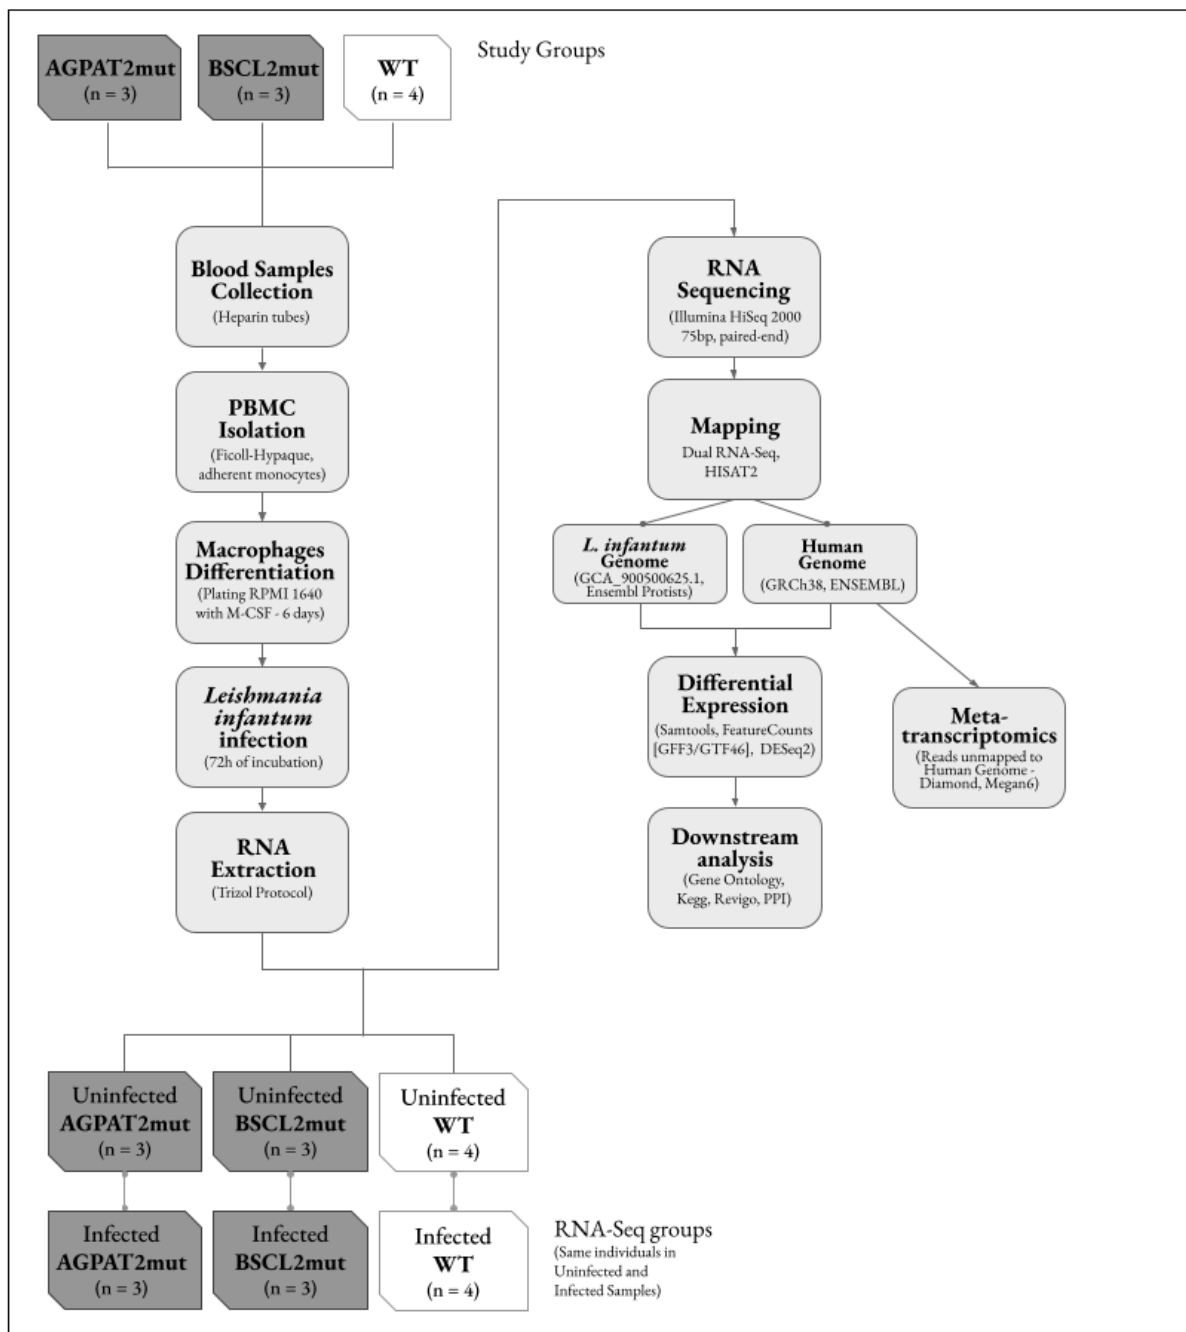 AGPAT2mut
(n = 3)
BSCL2mut
(n = 3)
WT
(n = 4)
Study Groups
Blood Samples
Collection
(Heparin tubes)
PBMC
Isolation
(Ficoll-Hypaque,
adherent monocytes)
Macrophages
Differentiation
(Plating RPMI 1640
with M-CSF - 6 days)
Leishmania
infantum
infection
(72h of incubation)
RNA
Extraction
(Trizol Protocol)
RNA
Sequencing
(Illumina HiSeq 2000
75bp, paired-end)
Mapping
Dual RNA-Seq,
HISAT2
L. infantum
Genome
(GCA_900500625.1,
Ensembl Protists)
Human
Genome
(GRCh38, ENSEMBL)
Differential
Expression
(Samtools, FeatureCounts
[GFF3/GTF46], DESeq2)
Meta-
transcriptomics
(Reads unmapped to
Human Genome -
Diamond, Megan6)
Downstream
analysis
(Gene Ontology,
Kegg, Revigo, PPI)
Uninfected
AGPAT2mut
(n = 3)
Uninfected
BSCL2mut
(n = 3)
Uninfected
WT
(n = 4)
Infected
AGPAT2mut
(n = 3)
Infected
BSCL2mut
(n = 3)
Infected
WT
(n = 4)
RNA-Seq groups
(Same individuals in
Uninfected and
Infected Samples)